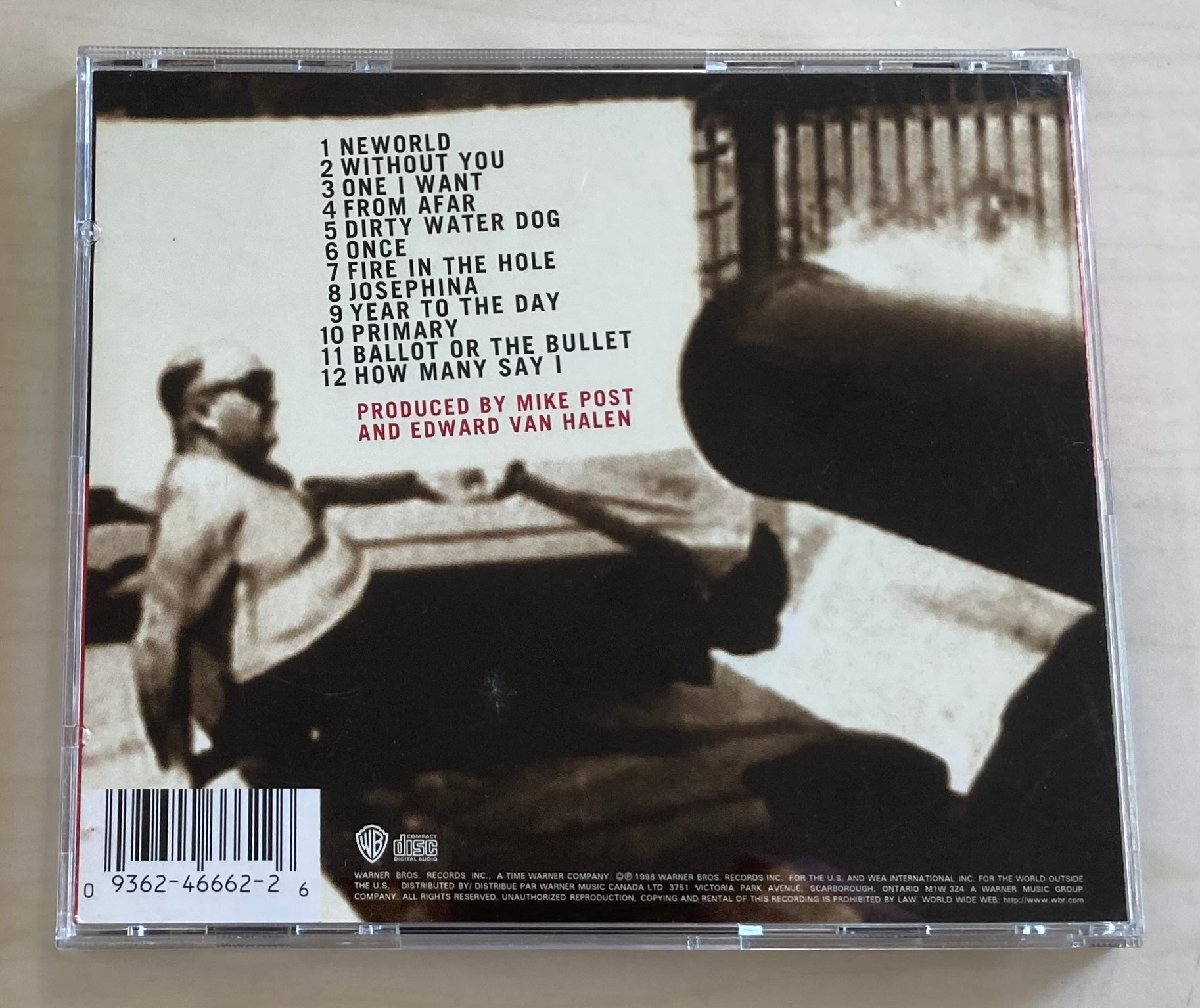 1 NEWORLD
2 WITHOUT YOU
3 ONE I WANT
4 FROM AFAR
5 DIRTY WATER DOG
6 ONCE
7 FIRE IN THE HOLE
8 JOSEPHINA
9 YEAR TO THE DAY
10 PRIMARY
11 BALLOT OR THE BULLET
12 HOW MANY SAY I
PRODUCED BY MIKE POST
AND EDWARD VAN HALEN
0 9362-46662-2 6
WB
COMPACT
disc
DIGITAL AUDIO
WARNER BROS. RECORDS INC., A TIME WARNER COMPANY. ©℗ 1998 WARNER BROS. RECORDS INC. FOR THE U.S. AND WEA INTERNATIONAL INC. FOR THE WORLD OUTSIDE
THE U.S. DISTRIBUTED BY/ DISTRIBUE PAR WARNER MUSIC CANADA LTD 3751 VICTORIA PARK AVENUE, SCARBOROUGH, ONTARIO M1W 3Z4 A WARNER MUSIC GROUP
COMPANY. ALL RIGHTS RESERVED. UNAUTHORIZED REPRODUCTION, COPYING AND RENTAL OF THIS RECORDING IS PROHIBITED BY LAW. WORLD WIDE WEB: http://www.wbr.com